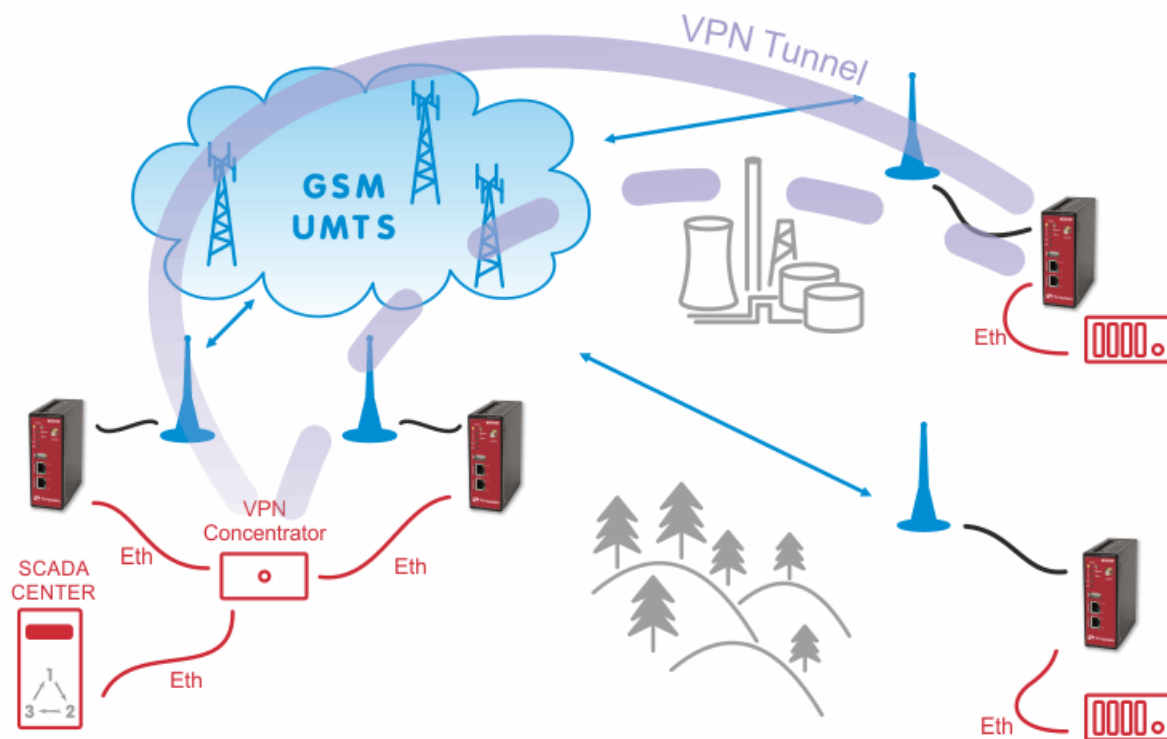 VPN Tunnel
GSM
UMTS
Eth
VPN
Concentrator
Eth
Eth
SCADA
CENTER
1
3
2
Eth
Eth